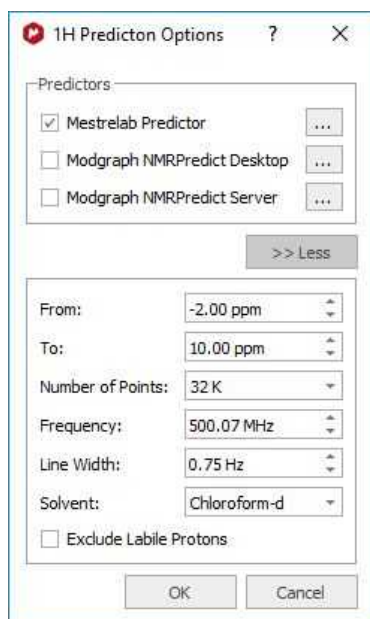 1H Predicton Options ?
Predictors
Mestrelab Predictor ...
Modgraph NMRPredict Desktop ...
Modgraph NMRPredict Server ...
>> Less
From: -2.00 ppm
To: 10.00 ppm
Number of Points: 32 K
Frequency: 500.07 MHz
Line Width: 0.75 Hz
Solvent: Chloroform-d
Exclude Labile Protons
OK Cancel